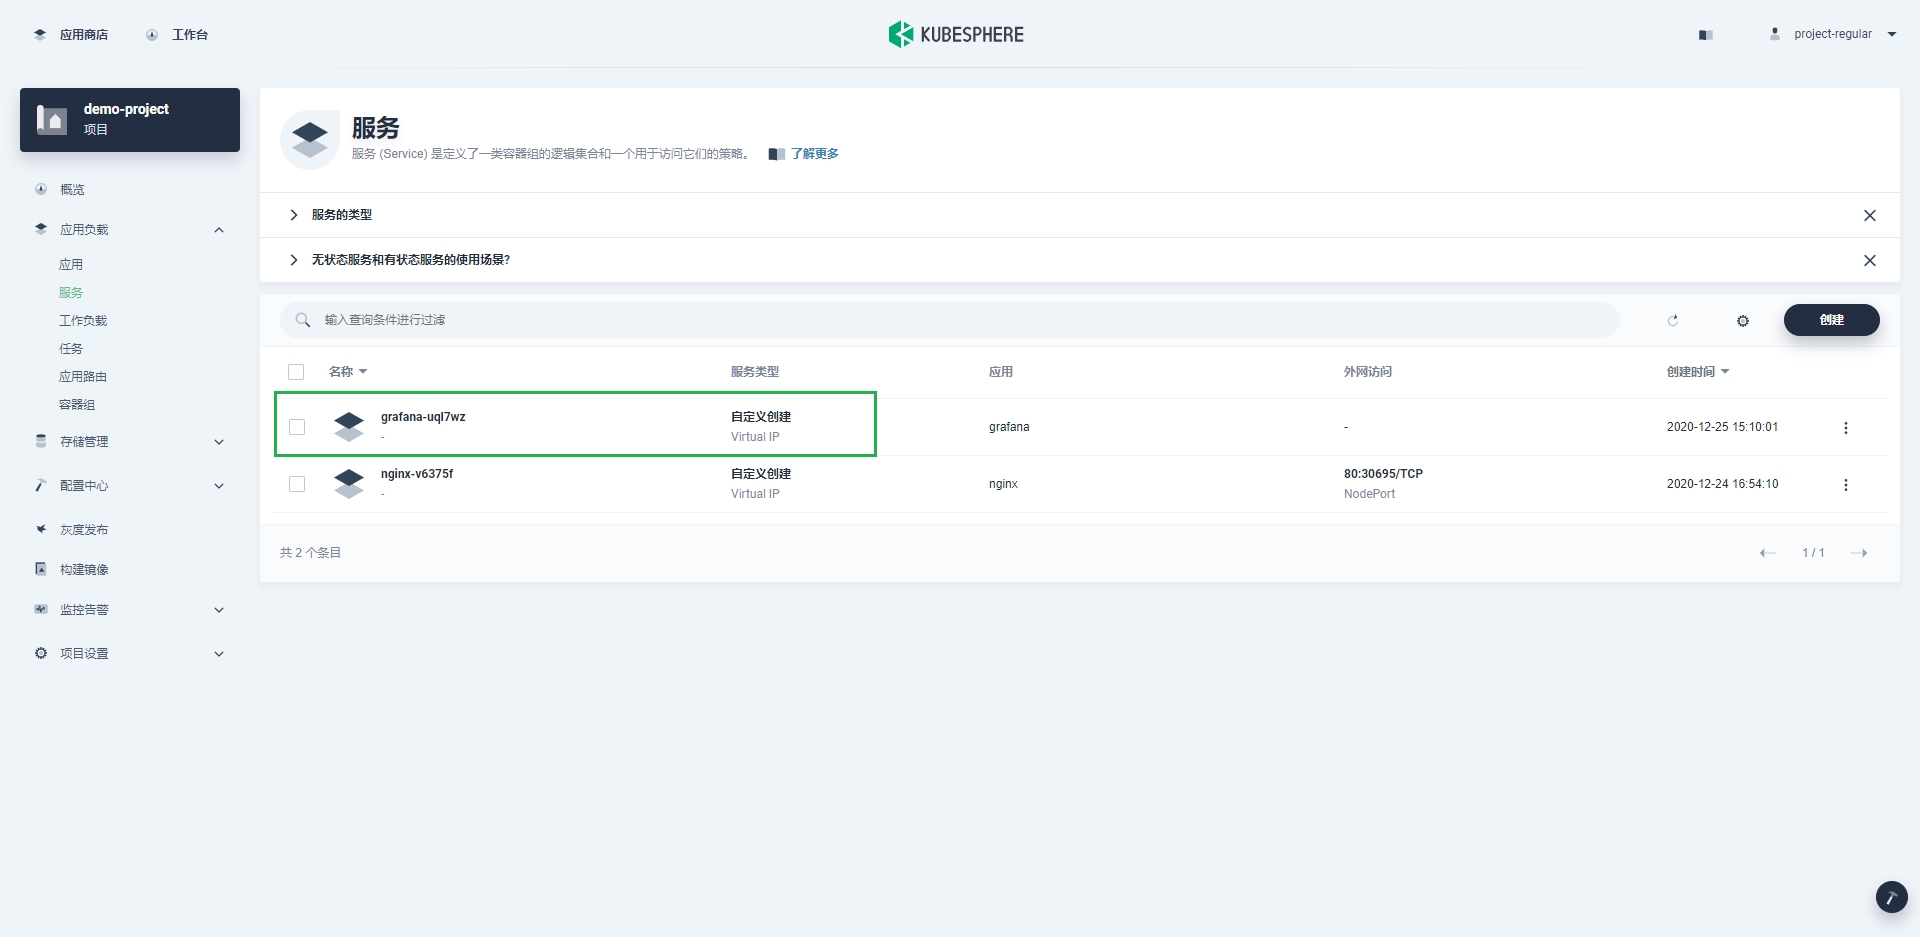 应用商店
工作台
KUBESPHERE
project-regular
demo-project
项目
概览
应用负载
应用
服务
工作负载
任务
应用路由
容器组
存储管理
配置中心
灰度发布
构建镜像
监控告警
项目设置
服务
服务 (Service) 是定义了一类容器组的逻辑集合和一个用于访问它们的策略。 了解更多
服务的类型
无状态服务和有状态服务的使用场景?
输入查询条件进行过滤
创建
名称 服务类型 应用 外网访问 创建时间
grafana-uql7wz 自定义创建
- Virtual IP
grafana - 2020-12-25 15:10:01
nginx-v6375f 自定义创建 80:30695/TCP
- Virtual IP NodePort
nginx 2020-12-24 16:54:10
共 2 个条目
1 / 1